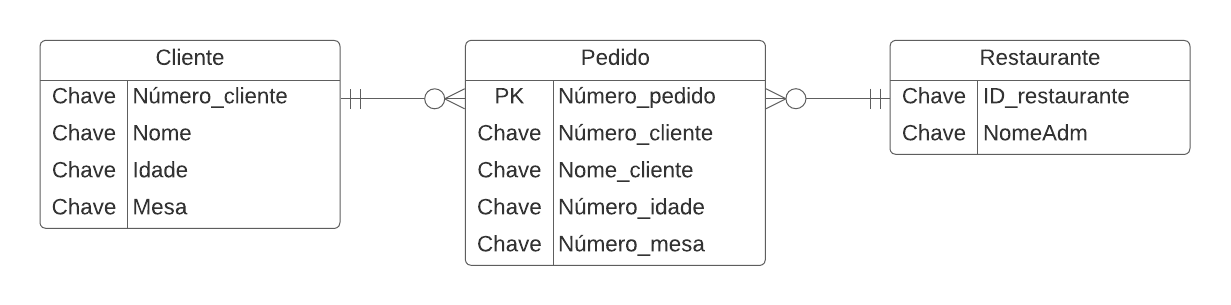 Cliente
Chave Número_cliente
Chave Nome
Chave Idade
Chave Mesa
Pedido
PK Número_pedido
Chave Número_cliente
Chave Nome_cliente
Chave Número_idade
Chave Número_mesa
Restaurante
Chave ID_restaurante
Chave NomeAdm